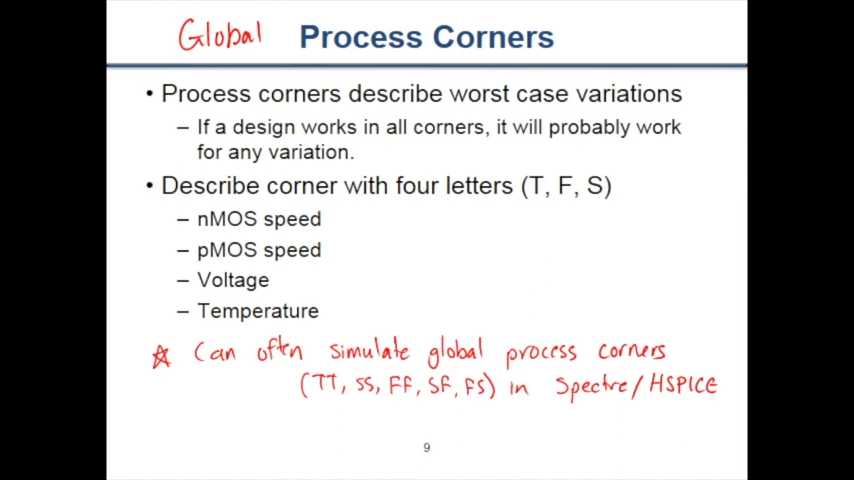 Global Process Corners
• Process corners describe worst case variations
– If a design works in all corners, it will probably work
for any variation.
• Describe corner with four letters (T, F, S)
– nMOS speed
– pMOS speed
– Voltage
– Temperature
☆ Can often simulate global process corners
(TT, SS, FF, SF, FS) in Spectre/HSPICE
9